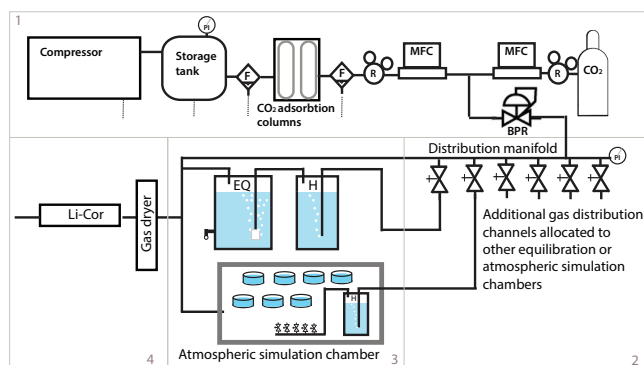 1
Compressor
Storage
tank
Pi
F
CO₂ adsorbtion
columns
F
R
MFC
MFC
R
CO₂
BPR
Distribution manifold
Pi
Li-Cor
Gas dryer
EQ
H
H
Additional gas distribution
channels allocated to
other equilibration or
atmospheric simulation
chambers
Atmospheric simulation chamber
4
3
2